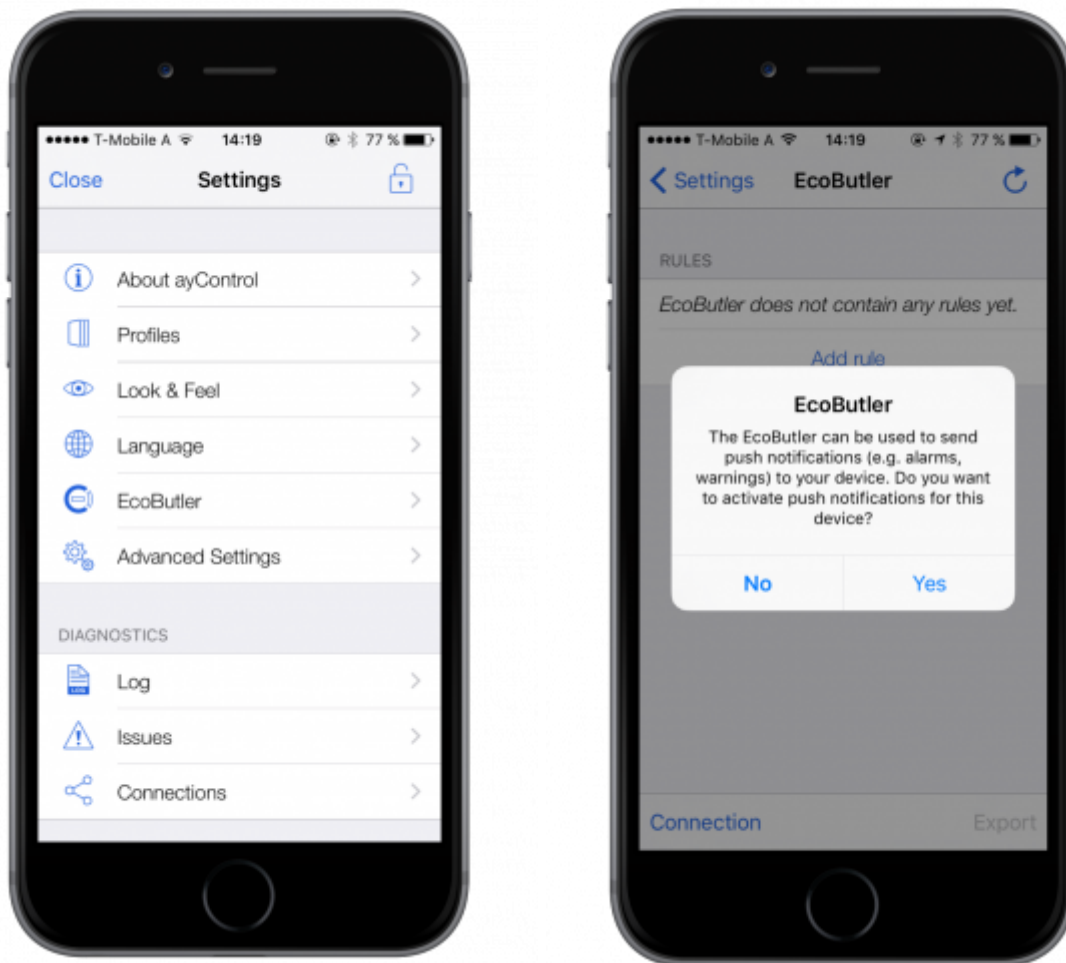 ●●●●● T-Mobile A 14:19 77 %
Close Settings
About ayControl
Profiles
Look & Feel
Language
EcoButler
Advanced Settings
DIAGNOSTICS
LOG
Log
Issues
Connections
●●●●● T-Mobile A 14:19 77 %
Settings EcoButler
RULES
EcoButler does not contain any rules yet.
Add rule
EcoButler
The EcoButler can be used to send
push notifications (e.g. alarms,
warnings) to your device. Do you want
to activate push notifications for this
device?
No Yes
Connection Export